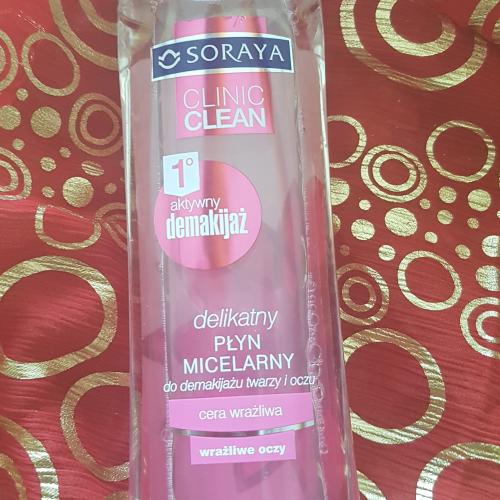 SORAYA
CLINIC
CLEAN
1°
aktywny
demakijaż
delikatny
PŁYN
MICELARNY
do demakijażu twarzy i oczu
cera wrażliwa
wrażliwe oczy